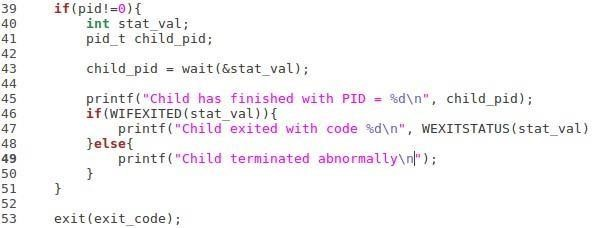 39 if(pid!=0){
40 int stat_val;
41 pid_t child_pid;
42
43 child_pid = wait(&stat_val);
44
45 printf("Child has finished with PID = %d\n", child_pid);
46 if(WIFEXITED(stat_val)){
47 printf("Child exited with code %d\n", WEXITSTATUS(stat_val)
48 }else{
49 printf("Child terminated abnormally\n");
50 }
51 }
52
53 exit(exit_code);